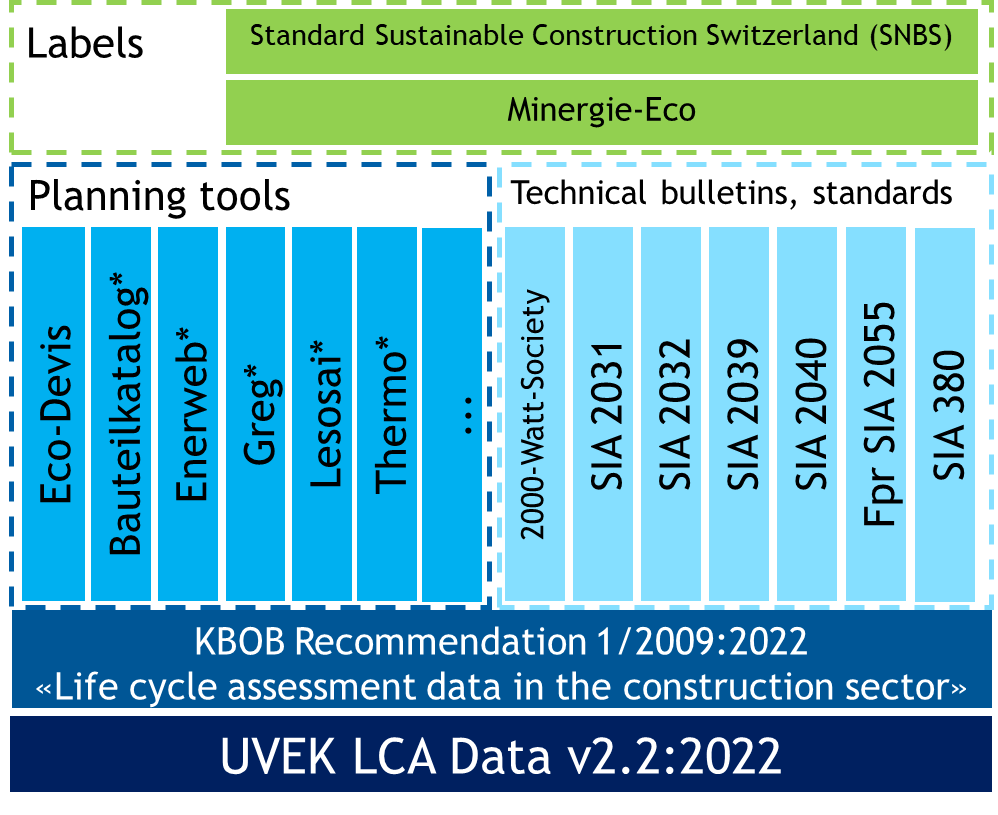 Labels
Standard Sustainable Construction Switzerland (SNBS)
Minergie-Eco
Planning tools
Eco-Devis
Bauteilkatalog*
Enerweb*
Greg*
Lesosai*
Thermo*
...
Technical bulletins, standards
2000-Watt-Society
SIA 2031
SIA 2032
SIA 2039
SIA 2040
Fpr SIA 2055
SIA 380
KBOB Recommendation 1/2009:2022
«Life cycle assessment data in the construction sector»
UVEK LCA Data v2.2:2022